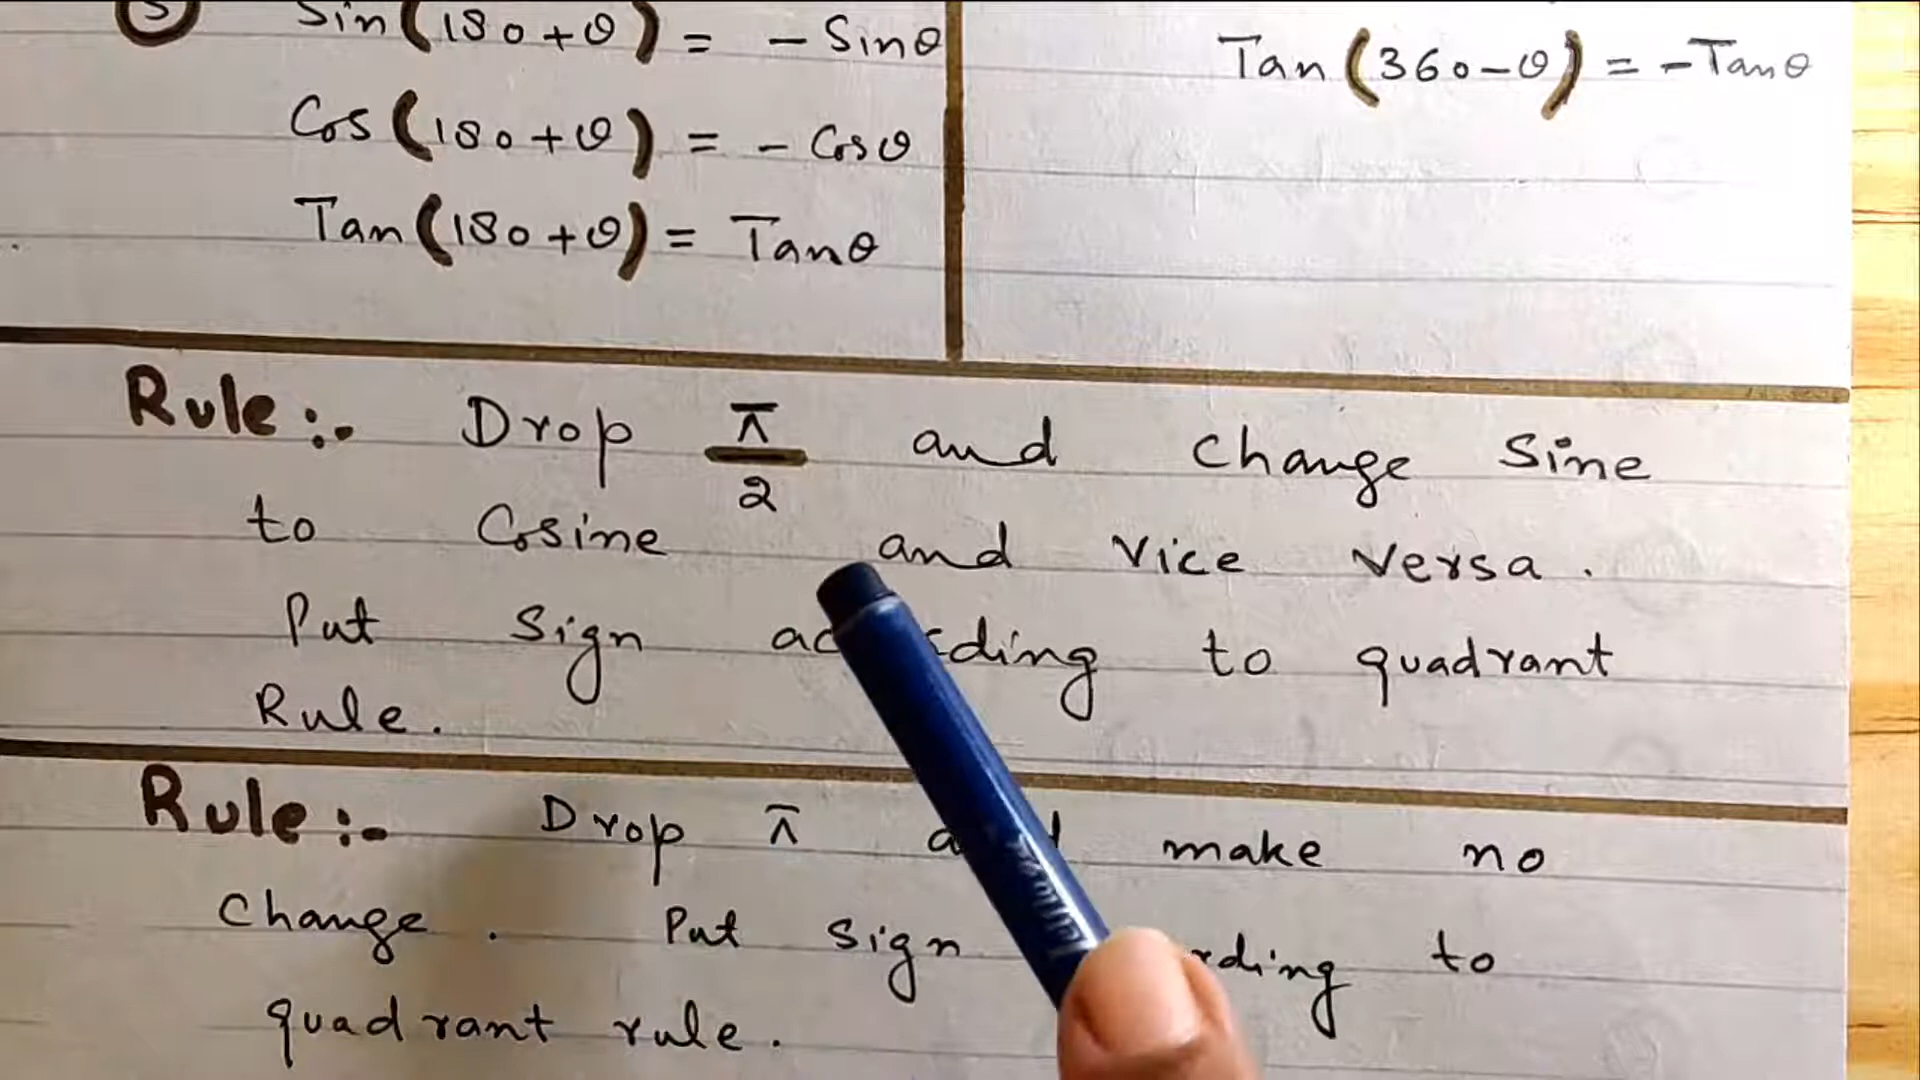 Sin(180+θ) = -Sinθ
Cos(180+θ) = -Cosθ
Tan(180+θ) = Tanθ
Tan(360-θ) = -Tanθ
Rule:- Drop π/2 and change Sine
to Cosine and vice versa.
Put sign to quadrant
Rule.
Rule:- Drop π make no
change. Put sign to
quadrant rule.